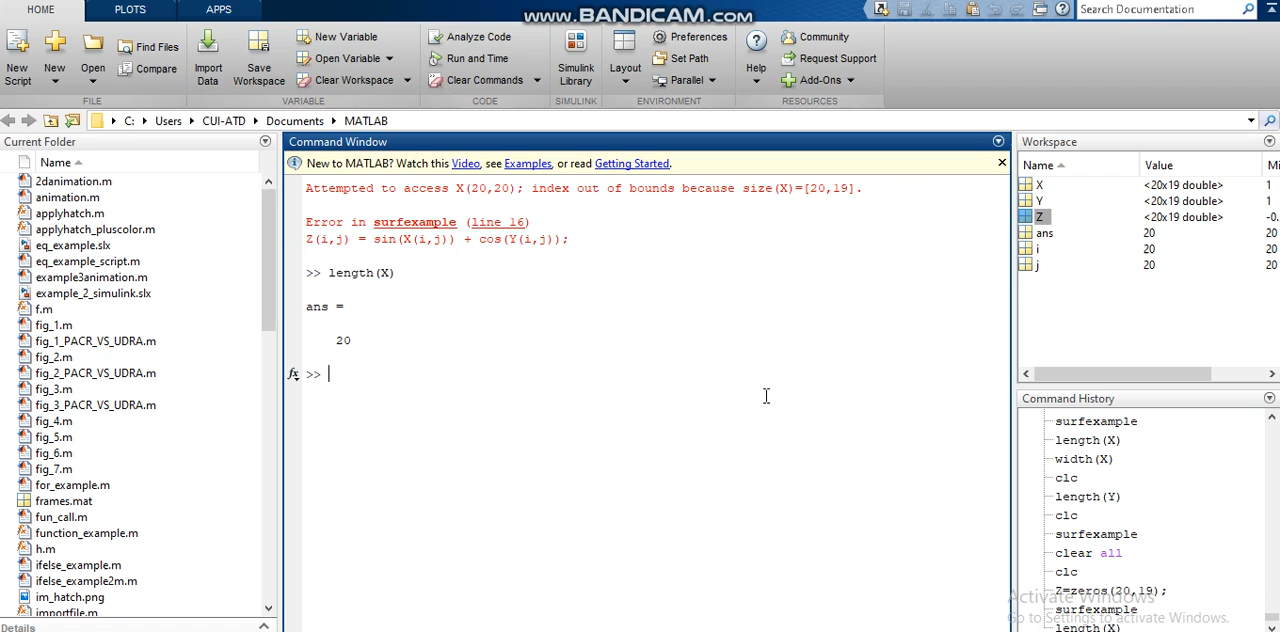 HOME PLOTS APPS
www.BANDICAM.com
Search Documentation
New Script
New
Open
Find Files
Compare
Import Data
Save Workspace
New Variable
Open Variable
Clear Workspace
Analyze Code
Run and Time
Clear Commands
Simulink Library
Layout
Preferences
Set Path
Parallel
Help
Community
Request Support
Add-Ons
FILE VARIABLE CODE SIMULINK ENVIRONMENT RESOURCES
C: Users CUI-ATD Documents MATLAB
Current Folder
Name
2danimation.m
animation.m
applyhatch.m
applyhatch_pluscolor.m
eq_example.slx
eq_example_script.m
example3animation.m
example_2_simulink.slx
f.m
fig_1.m
fig_1_PACR_VS_UDRA.m
fig_2.m
fig_2_PACR_VS_UDRA.m
fig_3.m
fig_3_PACR_VS_UDRA.m
fig_4.m
fig_5.m
fig_6.m
fig_7.m
for_example.m
frames.mat
fun_call.m
function_example.m
h.m
ifelse_example.m
ifelse_example2m.m
im_hatch.png
importfile.m
Details
Command Window
New to MATLAB? Watch this Video, see Examples, or read Getting Started.
Attempted to access X(20,20); index out of bounds because size(X)=[20,19].
Error in surfexample (line 16)
Z(i,j) = sin(X(i,j)) + cos(Y(i,j));
>> length(X)
ans =
20
fx >>
Workspace
Name Value Mi
X <20x19 double> 1
Y <20x19 double> 1
Z <20x19 double> -0.
ans 20 20
i 20 20
j 20 20
Command History
surfexample
length(X)
width(X)
clc
length(Y)
clc
surfexample
clear all
clc
Z=zeros(20,19);
surfexample
length(X)
Activate Windows
Go to Settings to activate Windows.